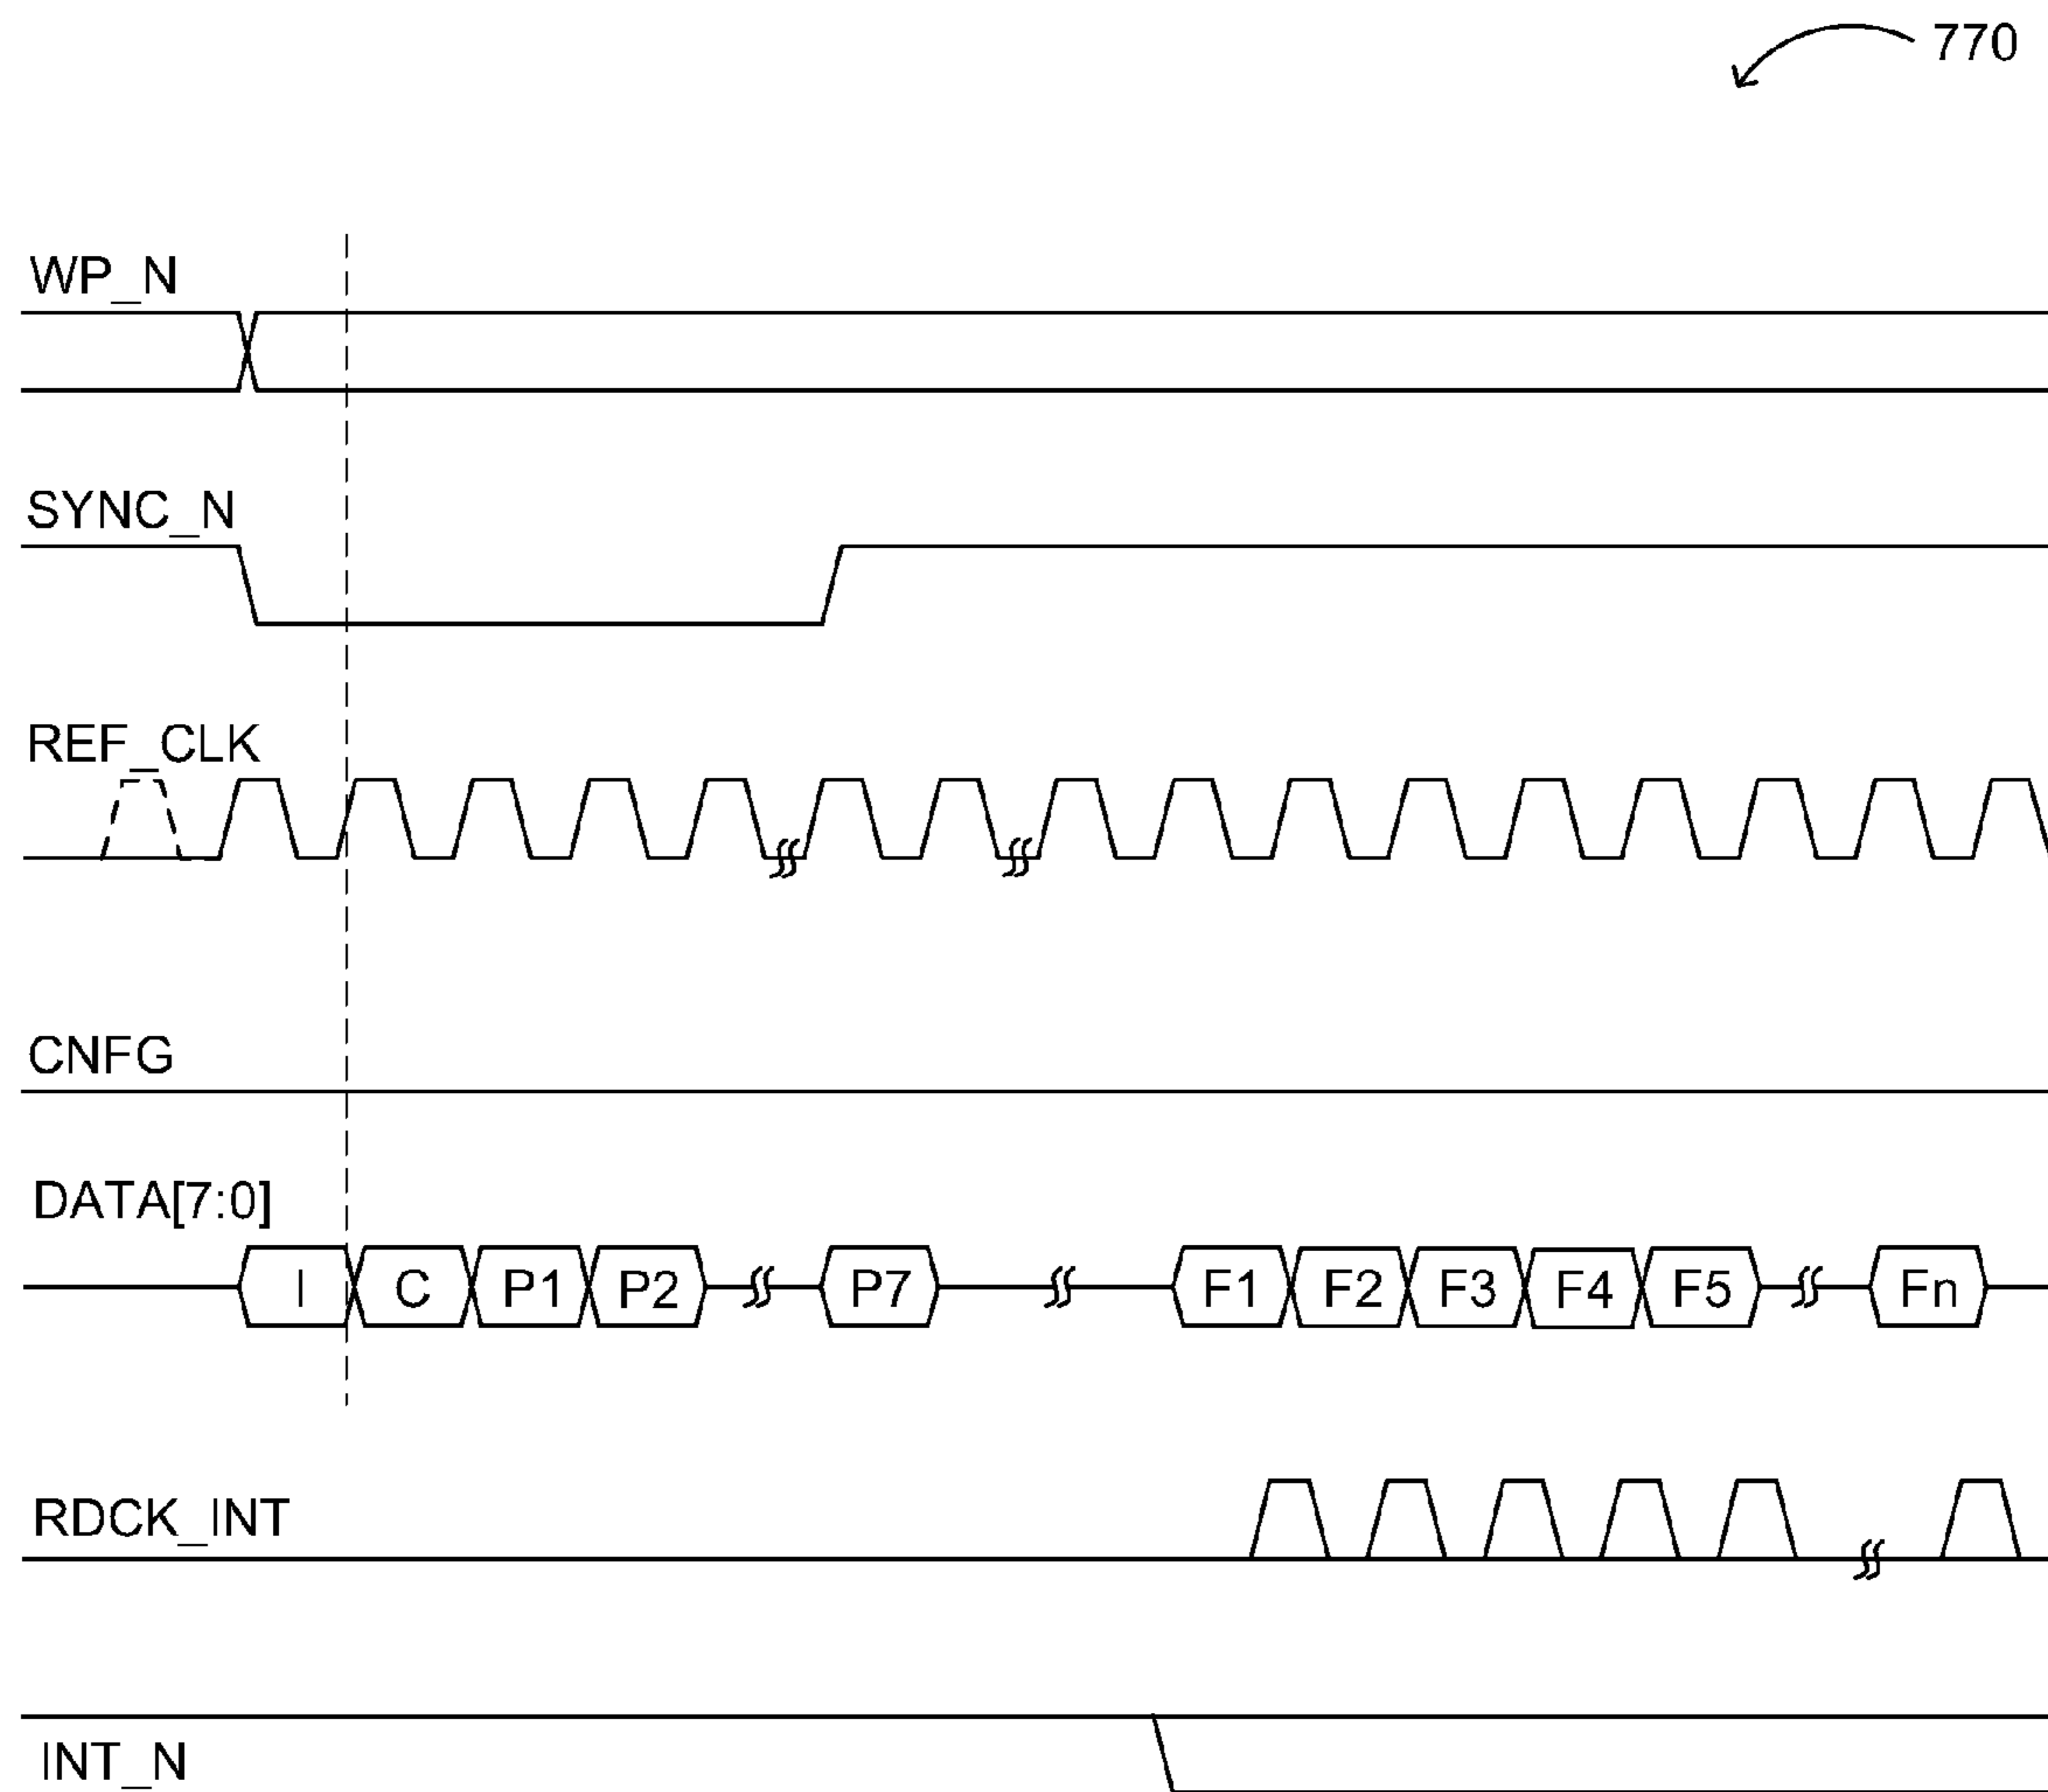 770
WP_N
SYNC_N
REF_CLK
CNFG
DATA[7:0]
I C P1 P2 P7 F1 F2 F3 F4 F5 Fn
RDCK_INT
INT_N